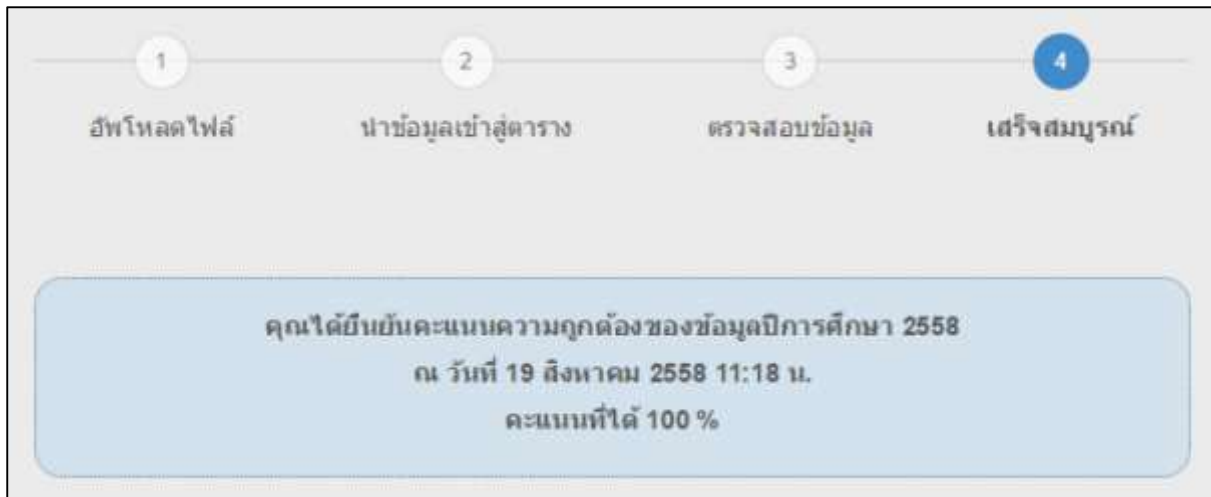 1
2
3
4
อัพโหลดไฟล์
นำข้อมูลเข้าสู่ตาราง
ตรวจสอบข้อมูล
เสร็จสมบูรณ์
คุณได้ยืนยันคะแนนความถูกต้องของข้อมูลปีการศึกษา 2558
ณ วันที่ 19 สิงหาคม 2558 11:18 น.
คะแนนที่ได้ 100 %